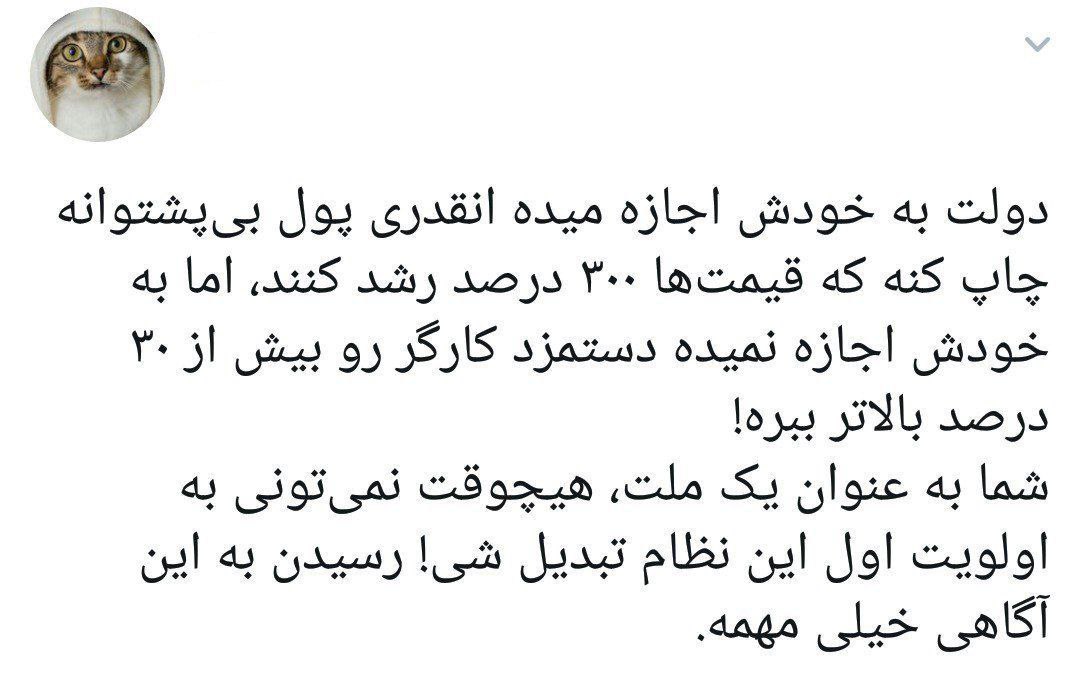 دولت به خودش اجازه میده انقدری پول بی‌پشتوانه
چاپ کنه که قیمت‌ها ۳۰۰ درصد رشد کنند، اما به
خودش اجازه نمیده دستمزد کارگر رو بیش از ۳۰
درصد بالاتر ببره!
شما به عنوان یک ملت، هیچوقت نمی‌تونی به
اولویت اول این نظام تبدیل شی! رسیدن به این
آگاهی خیلی مهمه.